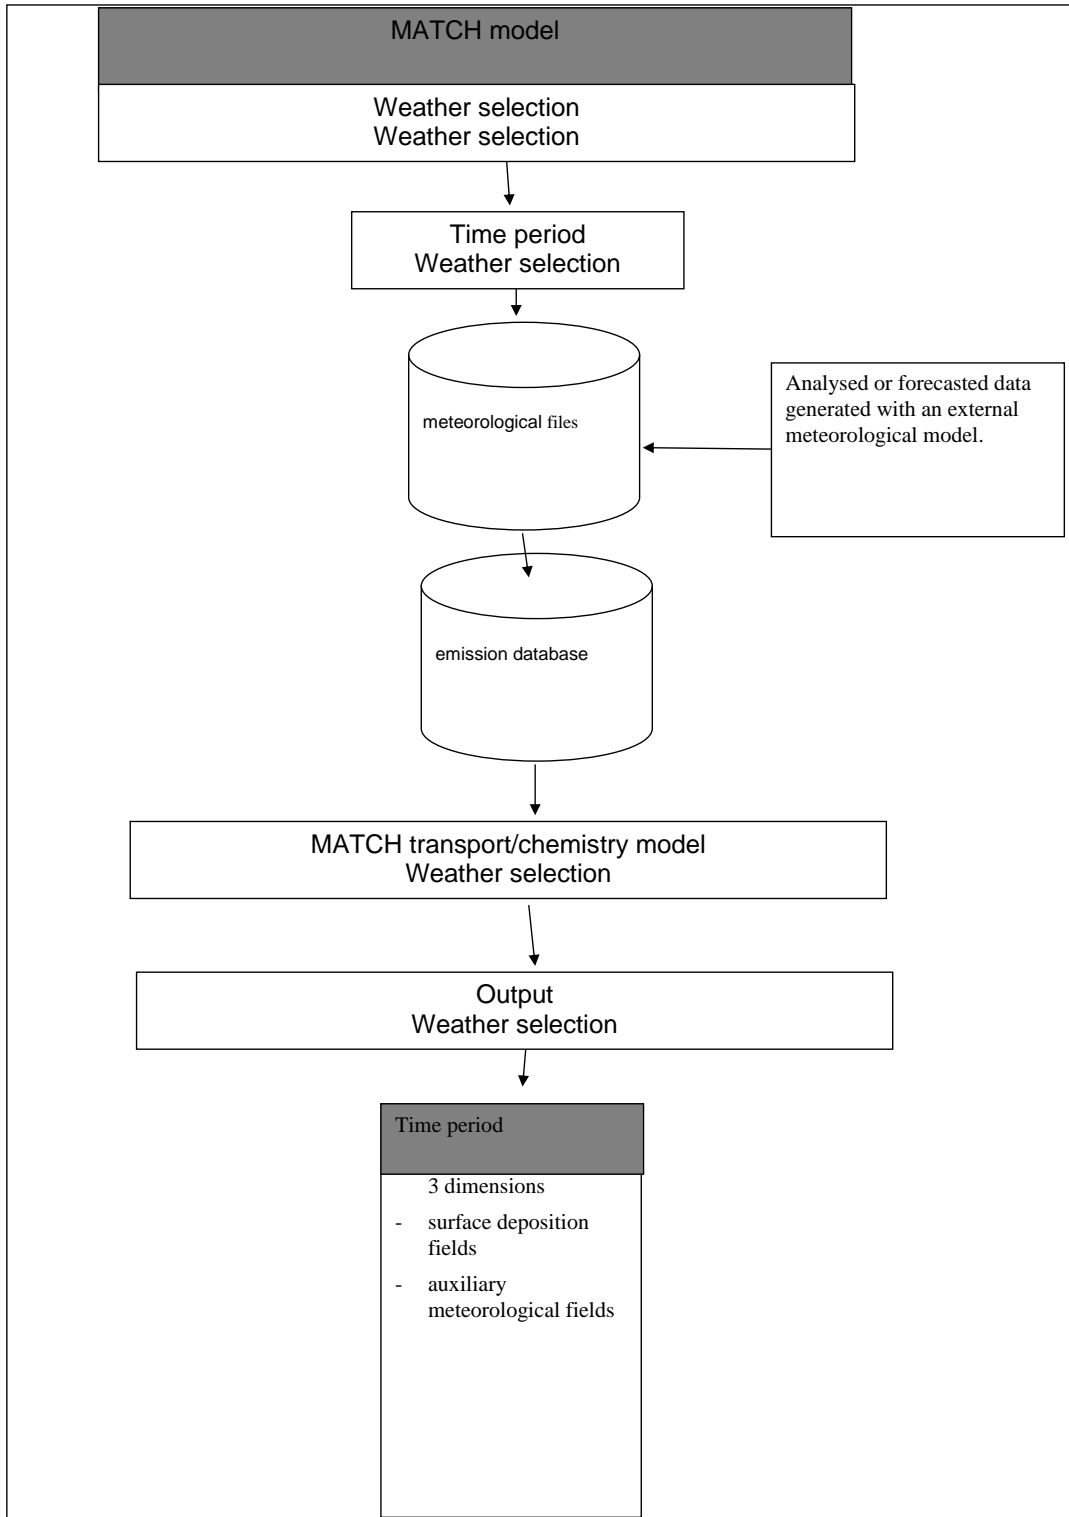 MATCH model
Weather selection
Weather selection
Time period
Weather selection
meteorological files
Analysed or forecasted data
generated with an external
meteorological model.
emission database
MATCH transport/chemistry model
Weather selection
Output
Weather selection
Time period
3 dimensions
- surface deposition
fields
- auxiliary
meteorological fields